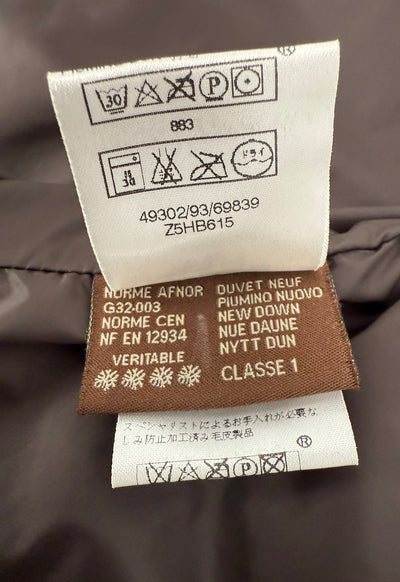 ®
30
P
883
30
ドライ
49302/93/69839
Z5HB615
NORME AFNOR
G32-003
NORME CEN
NF EN 12934
VERITABLE
DUVET NEUF
PIUMINO NUOVO
NEW DOWN
NUE DAUNE
NYTT DUN
CLASSE 1
スペシャリストによるお手入れが必要な
しみ防止加工済み毛皮製品
®
P